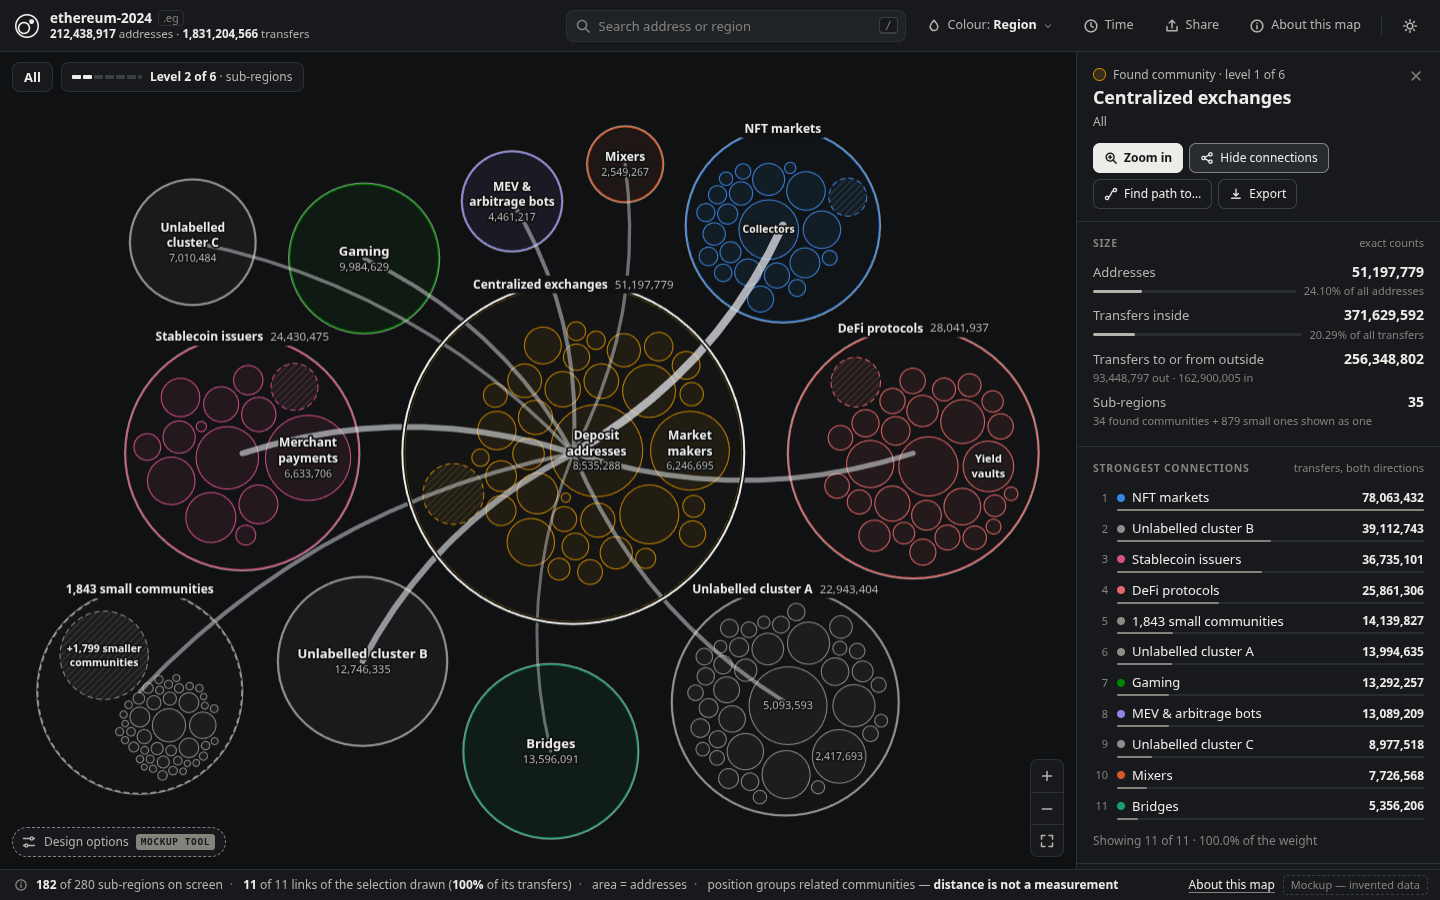 ethereum-2024 .eg
212,438,917 addresses · 1,831,204,566 transfers
Search address or region /
Colour: Region
Time
Share
About this map
All
Level 2 of 6 · sub-regions
NFT markets
Collectors
Mixers
2,549,267
MEV &
arbitrage bots
4,461,217
Unlabelled
cluster C
7,010,484
Gaming
9,984,629
Centralized exchanges 51,197,779
Deposit
addresses
8,535,288
Market
makers
6,246,695
Stablecoin issuers 24,430,475
Merchant
payments
6,633,706
DeFi protocols 28,041,937
Yield
vaults
1,843 small communities
+1,799 smaller
communities
Unlabelled cluster B
12,746,335
Unlabelled cluster A 22,943,404
5,093,593
2,417,693
Bridges
13,596,091
Design options MOCKUP TOOL
Found community · level 1 of 6
Centralized exchanges
All
Zoom in
Hide connections
Find path to...
Export
SIZE exact counts
Addresses 51,197,779
24.10% of all addresses
Transfers inside 371,629,592
20.29% of all transfers
Transfers to or from outside 256,348,802
93,448,797 out · 162,900,005 in
Sub-regions 35
34 found communities + 879 small ones shown as one
STRONGEST CONNECTIONS transfers, both directions
1 NFT markets 78,063,432
2 Unlabelled cluster B 39,112,743
3 Stablecoin issuers 36,735,101
4 DeFi protocols 25,861,306
5 1,843 small communities 14,139,827
6 Unlabelled cluster A 13,994,635
7 Gaming 13,292,257
8 MEV & arbitrage bots 13,089,209
9 Unlabelled cluster C 8,977,518
10 Mixers 7,726,568
11 Bridges 5,356,206
Showing 11 of 11 · 100.0% of the weight
182 of 280 sub-regions on screen · 11 of 11 links of the selection drawn (100% of its transfers) · area = addresses · position groups related communities — distance is not a measurement
About this map
Mockup — invented data